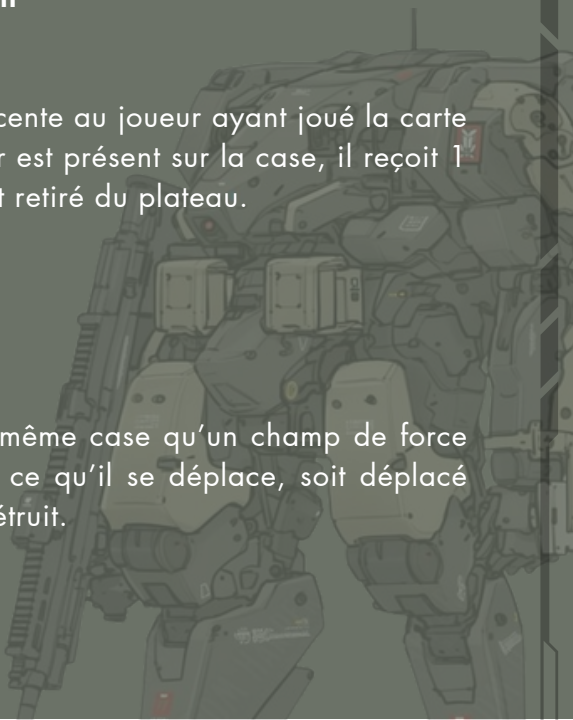 cente au joueur ayant joué la carte
r est présent sur la case, il reçoit 1
t retiré du plateau.
même case qu’un champ de force
ce qu’il se déplace, soit déplacé
étruit.